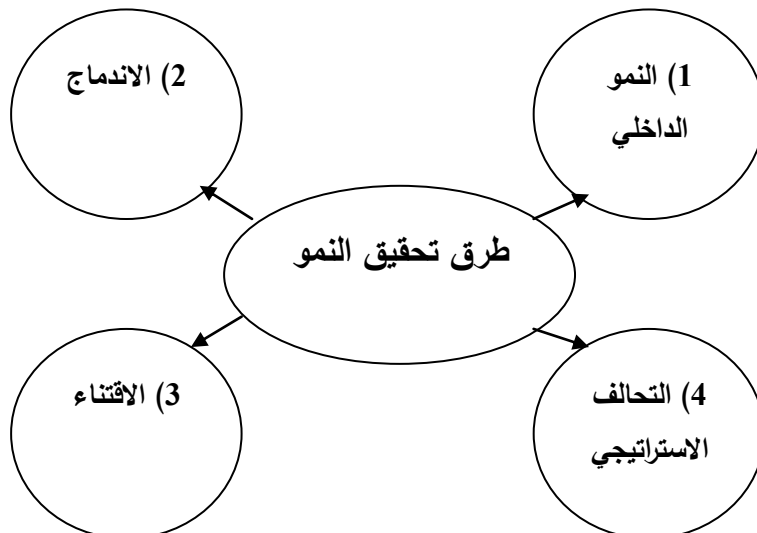 1) النمو
الداخلي
2) الاندماج
طرق تحقيق النمو
3) الاقتناء
4) التحالف
الاستراتيجي